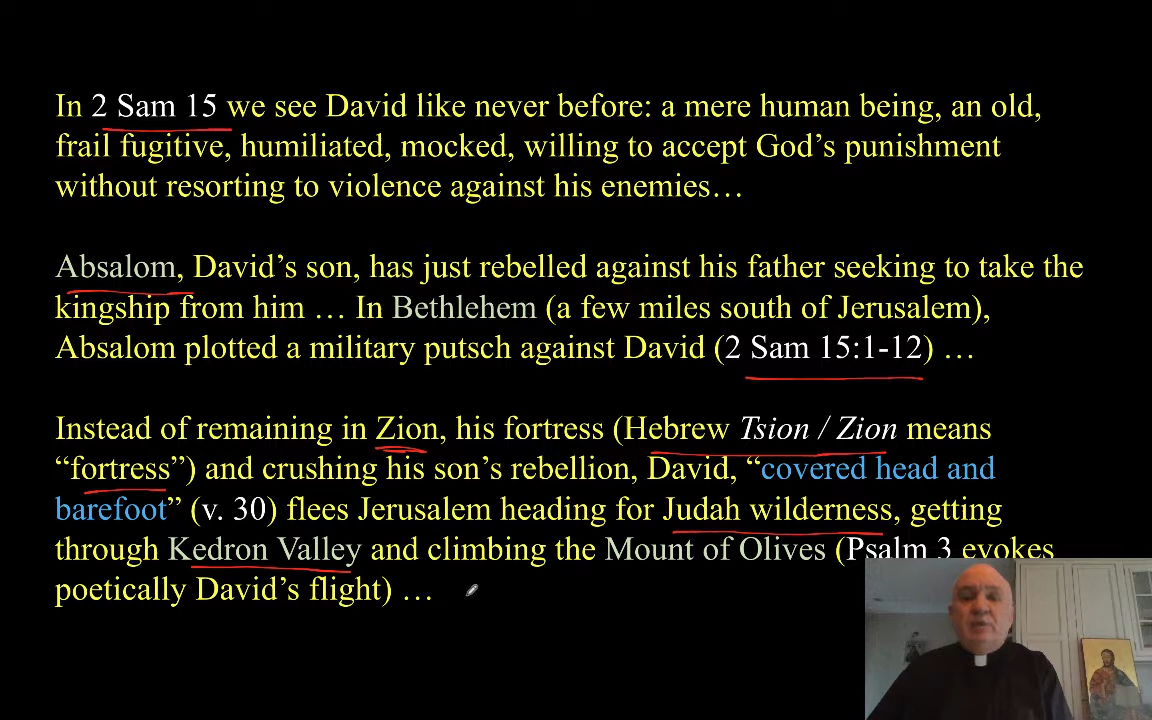 In 2 Sam 15 we see David like never before: a mere human being, an old,
frail fugitive, humiliated, mocked, willing to accept God’s punishment
without resorting to violence against his enemies…
Absalom, David’s son, has just rebelled against his father seeking to take the
kingship from him … In Bethlehem (a few miles south of Jerusalem),
Absalom plotted a military putsch against David (2 Sam 15:1-12) …
Instead of remaining in Zion, his fortress (Hebrew Tsion / Zion means
“fortress”) and crushing his son’s rebellion, David, “covered head and
barefoot” (v. 30) flees Jerusalem heading for Judah wilderness, getting
through Kedron Valley and climbing the Mount of Olives (Psalm 3 evokes
poetically David’s flight) …